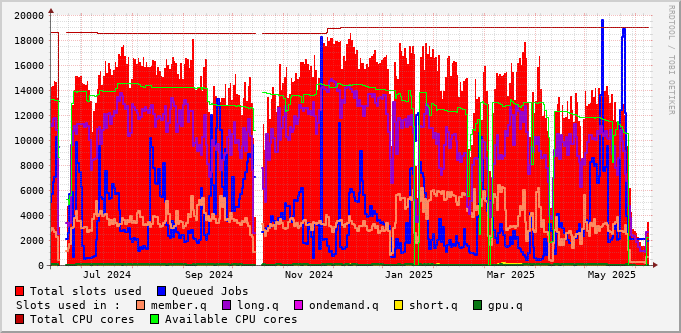 20000
18000
16000
14000
12000
10000
8000
6000
4000
2000
0
Jul 2024 Sep 2024 Nov 2024 Jan 2025 Mar 2025 May 2025
RRDTOOL / TOBI OETIKER
Total slots used Queued Jobs
Slots used in : member.q long.q ondemand.q short.q gpu.q
Total CPU cores Available CPU cores